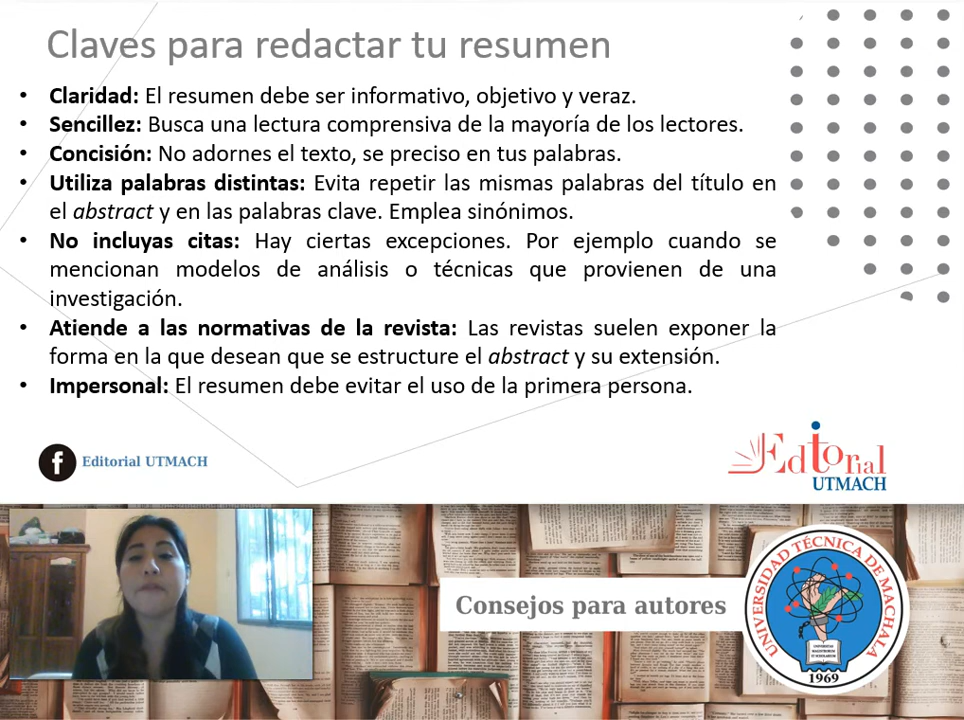 Claves para redactar tu resumen
• Claridad: El resumen debe ser informativo, objetivo y veraz.
• Sencillez: Busca una lectura comprensiva de la mayoría de los lectores.
• Concisión: No adornes el texto, se preciso en tus palabras.
• Utiliza palabras distintas: Evita repetir las mismas palabras del título en
el abstract y en las palabras clave. Emplea sinónimos.
• No incluyas citas: Hay ciertas excepciones. Por ejemplo cuando se
mencionan modelos de análisis o técnicas que provienen de una
investigación.
• Atiende a las normativas de la revista: Las revistas suelen exponer la
forma en la que desean que se estructure el abstract y su extensión.
• Impersonal: El resumen debe evitar el uso de la primera persona.
f Editorial UTMACH
Editorial
UTMACH
Consejos para autores
UNIVERSIDAD TÉCNICA DE MACHALA
1969